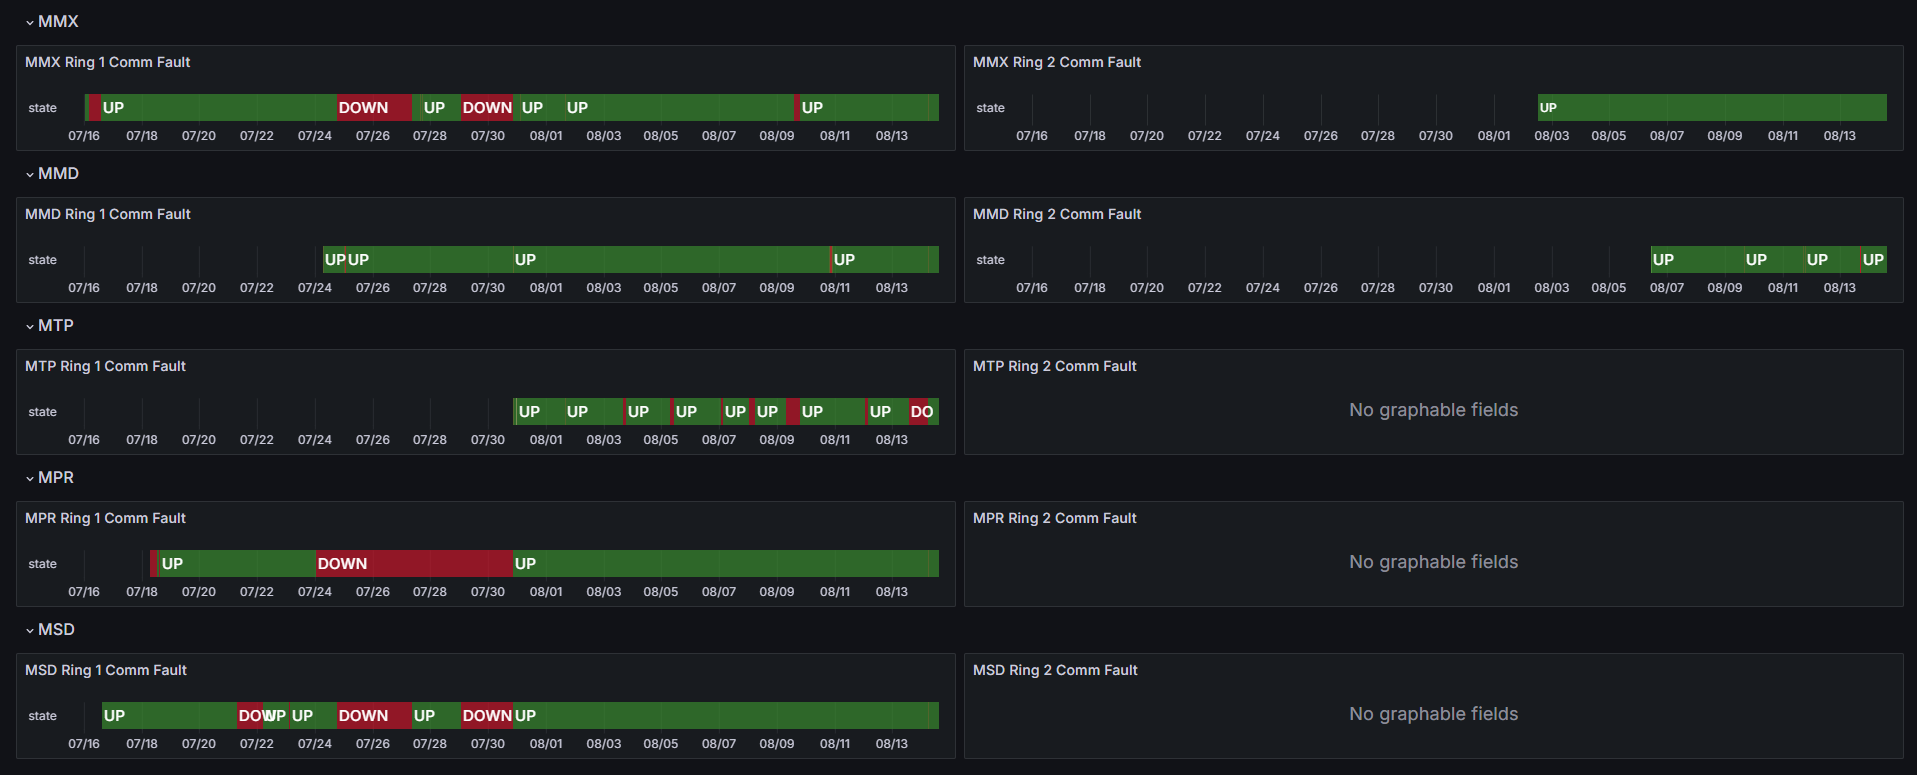 MMX
MMX Ring 1 Comm Fault
state
UP DOWN UP DOWN UP UP UP
07/16 07/18 07/20 07/22 07/24 07/26 07/28 07/30 08/01 08/03 08/05 08/07 08/09 08/11 08/13
MMX Ring 2 Comm Fault
state
UP
07/16 07/18 07/20 07/22 07/24 07/26 07/28 07/30 08/01 08/03 08/05 08/07 08/09 08/11 08/13
MMD
MMD Ring 1 Comm Fault
state
UP UP UP UP
07/16 07/18 07/20 07/22 07/24 07/26 07/28 07/30 08/01 08/03 08/05 08/07 08/09 08/11 08/13
MMD Ring 2 Comm Fault
state
UP UP UP UP
07/16 07/18 07/20 07/22 07/24 07/26 07/28 07/30 08/01 08/03 08/05 08/07 08/09 08/11 08/13
MTP
MTP Ring 1 Comm Fault
state
UP UP UP UP UP UP UP UP DO
07/16 07/18 07/20 07/22 07/24 07/26 07/28 07/30 08/01 08/03 08/05 08/07 08/09 08/11 08/13
MTP Ring 2 Comm Fault
No graphable fields
MPR
MPR Ring 1 Comm Fault
state
UP DOWN UP
07/16 07/18 07/20 07/22 07/24 07/26 07/28 07/30 08/01 08/03 08/05 08/07 08/09 08/11 08/13
MPR Ring 2 Comm Fault
No graphable fields
MSD
MSD Ring 1 Comm Fault
state
UP DOW UP UP DOWN UP DOWN UP
07/16 07/18 07/20 07/22 07/24 07/26 07/28 07/30 08/01 08/03 08/05 08/07 08/09 08/11 08/13
MSD Ring 2 Comm Fault
No graphable fields